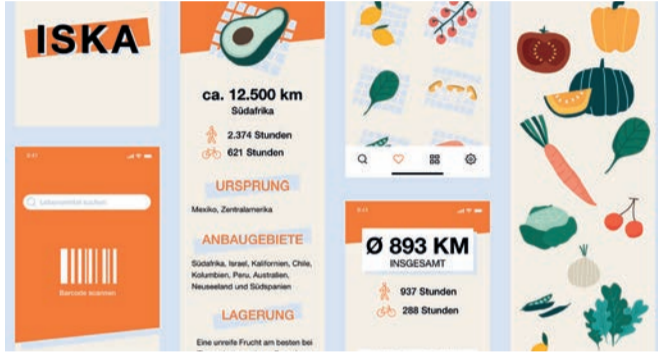 ISKA
9:41
Lebensmittel suchen
Barcode scannen
ca. 12.500 km
Südafrika
2.374 Stunden
621 Stunden
URSPRUNG
Mexiko, Zentralamerika
ANBAUGEBIETE
Südafrika, Israel, Kalifornien, Chile,
Kolumbien, Peru, Australien,
Neuseeland und Südspanien
LAGERUNG
Eine unreife Frucht am besten bei
Ø 893 KM
INSGESAMT
937 Stunden
288 Stunden